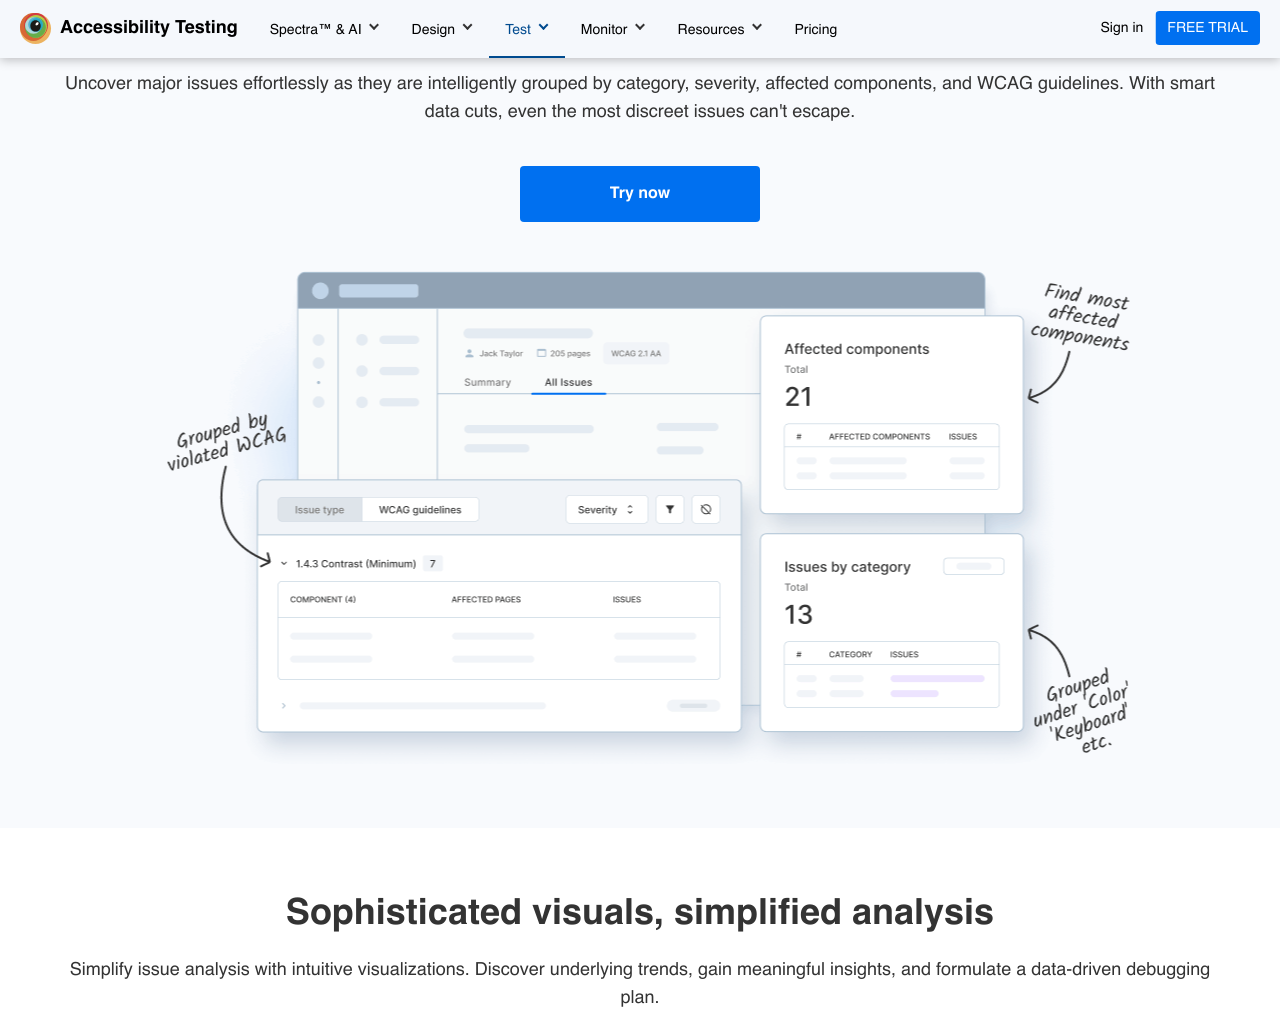 Accessibility Testing
Spectra™ & AI
Design
Test
Monitor
Resources
Pricing
Sign in
FREE TRIAL
Uncover major issues effortlessly as they are intelligently grouped by category, severity, affected components, and WCAG guidelines. With smart
data cuts, even the most discreet issues can't escape.
Try now
Find most
affected
components
Jack Taylor
205 pages
WCAG 2.1 AA
Summary
All Issues
Affected components
Total
21
# AFFECTED COMPONENTS ISSUES
Grouped by
violated WCAG
Issue type
WCAG guidelines
Severity
1.4.3 Contrast (Minimum) 7
COMPONENT (4) AFFECTED PAGES ISSUES
Issues by category
Total
13
# CATEGORY ISSUES
Grouped
under 'Color'
'Keyboard'
etc.
Sophisticated visuals, simplified analysis
Simplify issue analysis with intuitive visualizations. Discover underlying trends, gain meaningful insights, and formulate a data-driven debugging
plan.